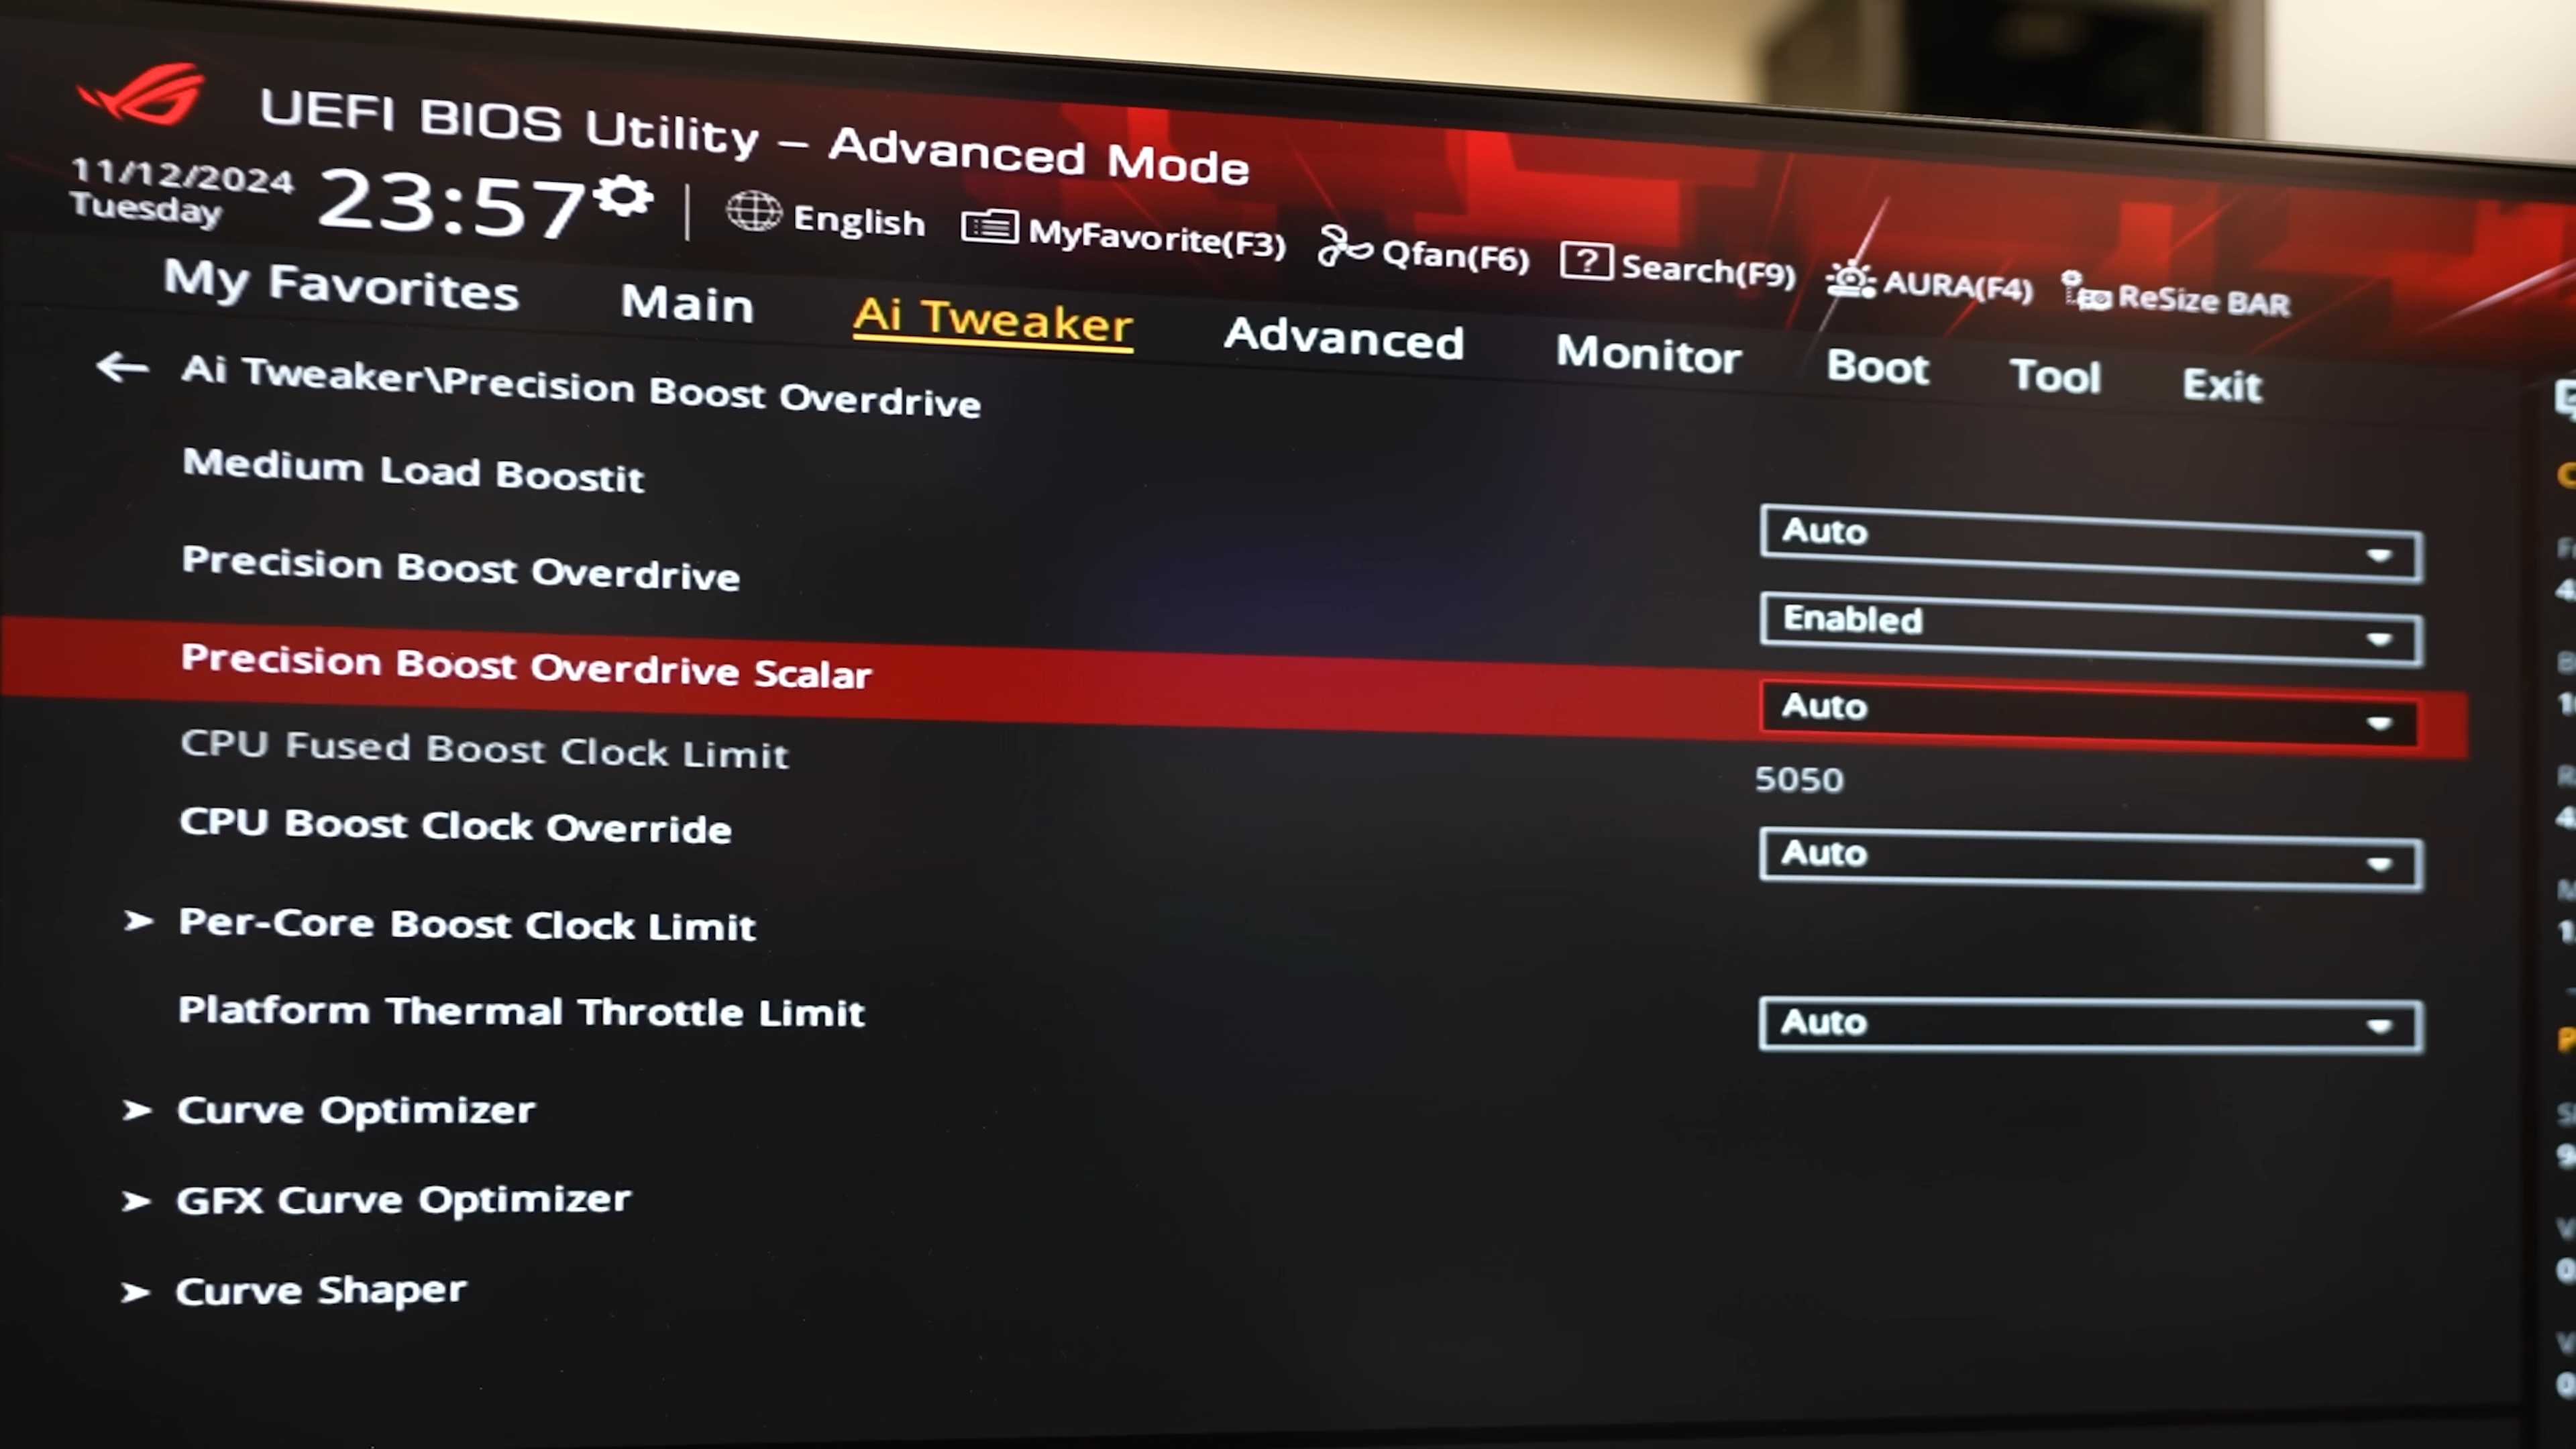 UEFI BIOS Utility – Advanced Mode
11/12/2024
Tuesday
23:57
English
MyFavorite(F3)
Qfan(F6)
Search(F9)
AURA(F4)
ReSize BAR
My Favorites
Main
Ai Tweaker
Advanced
Monitor
Boot
Tool
Exit
Ai Tweaker\Precision Boost Overdrive
Medium Load Boostit
Auto
Precision Boost Overdrive
Enabled
Precision Boost Overdrive Scalar
Auto
CPU Fused Boost Clock Limit
5050
CPU Boost Clock Override
Auto
Per-Core Boost Clock Limit
Platform Thermal Throttle Limit
Auto
Curve Optimizer
GFX Curve Optimizer
Curve Shaper